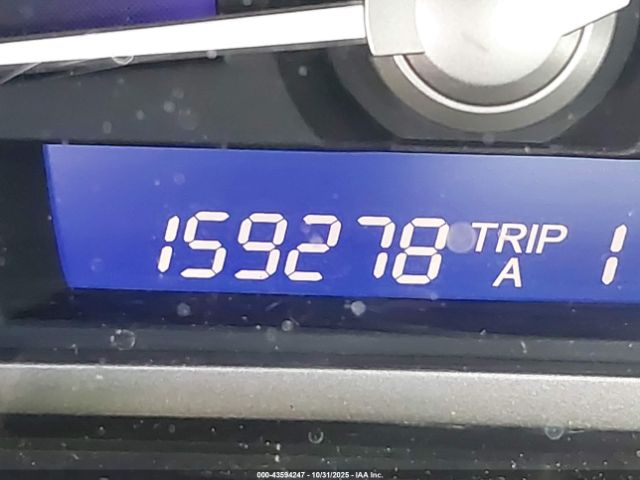 159278 TRIP 1
A
000-43594247 - 10/31/2025 - IAA Inc.